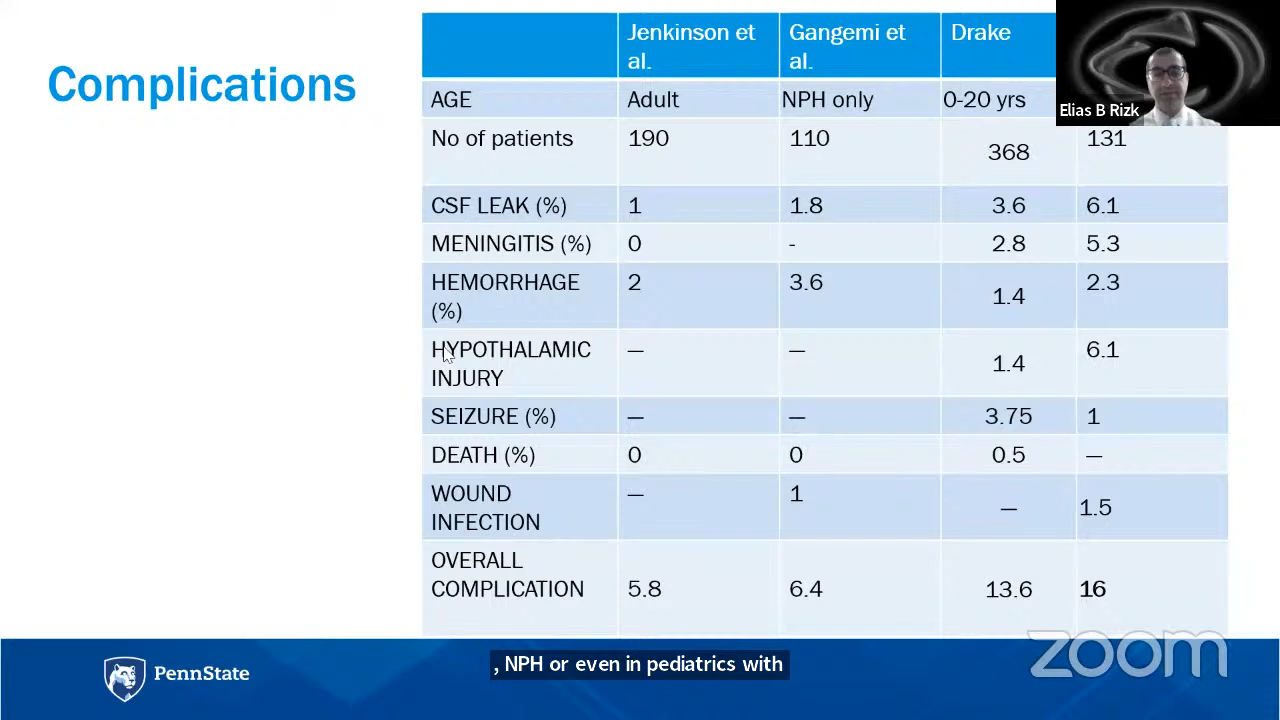 Complications
Jenkinson et al.
Gangemi et al.
Drake
AGE
Adult
NPH only
0-20 yrs
No of patients
190
110
368
131
CSF LEAK (%)
1
1.8
3.6
6.1
MENINGITIS (%)
0
-
2.8
5.3
HEMORRHAGE (%)
2
3.6
1.4
2.3
HYPOTHALAMIC INJURY
—
—
1.4
6.1
SEIZURE (%)
—
—
3.75
1
DEATH (%)
0
0
0.5
—
WOUND INFECTION
—
1
—
1.5
OVERALL COMPLICATION
5.8
6.4
13.6
16
Elias B Rizk
PennState
, NPH or even in pediatrics with
zoom